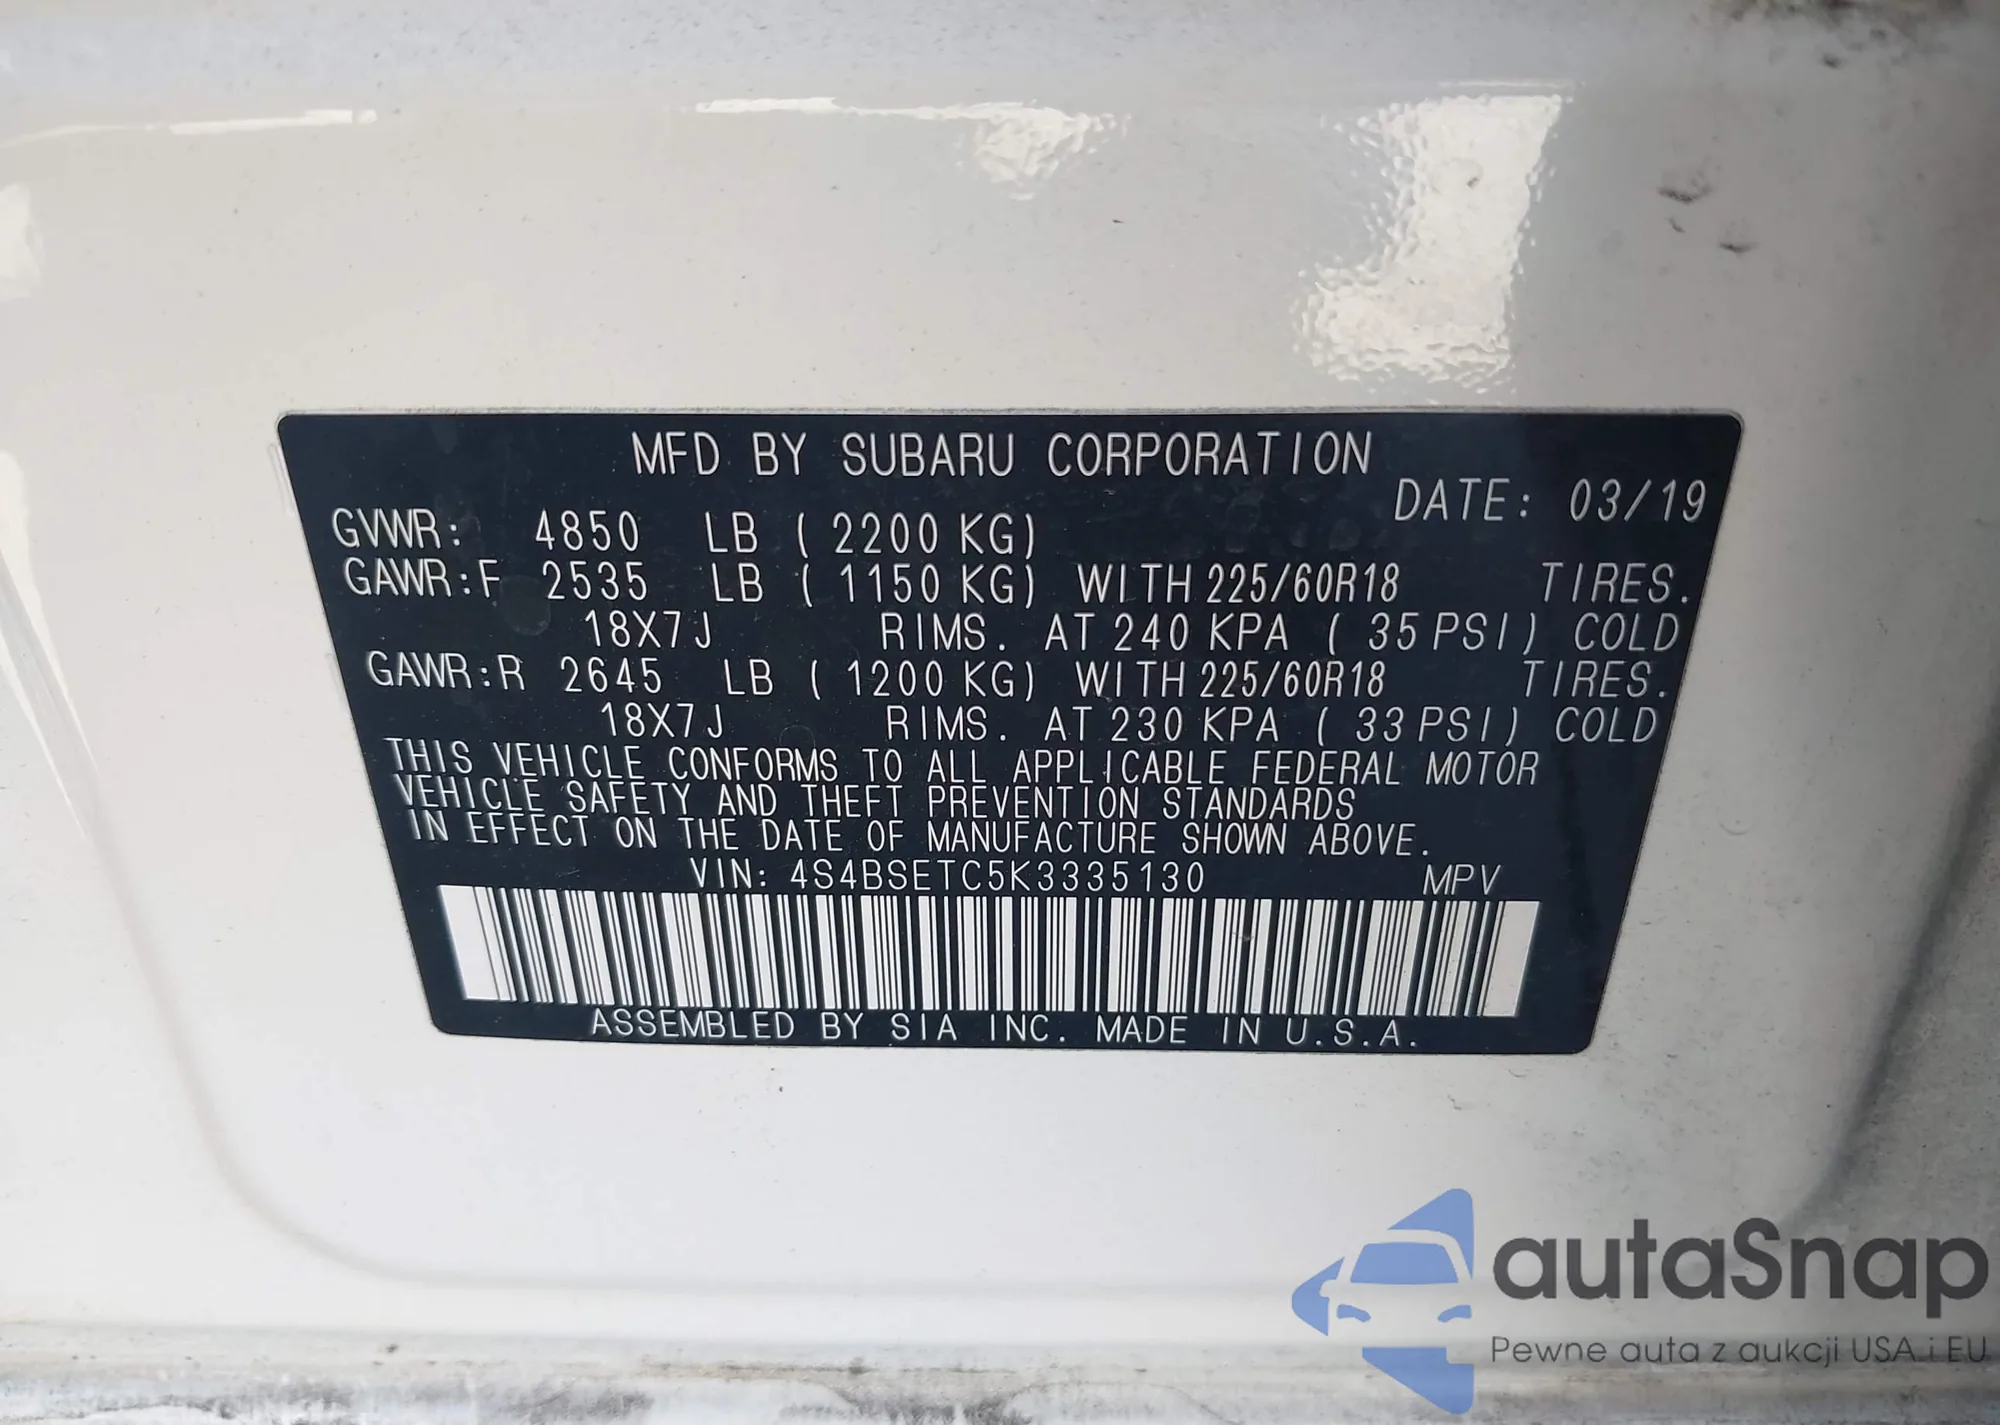 MFD BY SUBARU CORPORATION
DATE: 03/19
GVWR: 4850 LB ( 2200 KG)
GAWR:F 2535 LB ( 1150 KG) WITH 225/60R18 TIRES.
18X7J RIMS. AT 240 KPA ( 35 PSI) COLD
GAWR:R 2645 LB ( 1200 KG) WITH 225/60R18 TIRES.
18X7J RIMS. AT 230 KPA ( 33 PSI) COLD
THIS VEHICLE CONFORMS TO ALL APPLICABLE FEDERAL MOTOR
VEHICLE SAFETY AND THEFT PREVENTION STANDARDS
IN EFFECT ON THE DATE OF MANUFACTURE SHOWN ABOVE.
VIN: 4S4BSETC5K3335130 MPV
ASSEMBLED BY SIA INC. MADE IN U.S.A.
autaSnap
Pewne auta z aukcji USA i EU